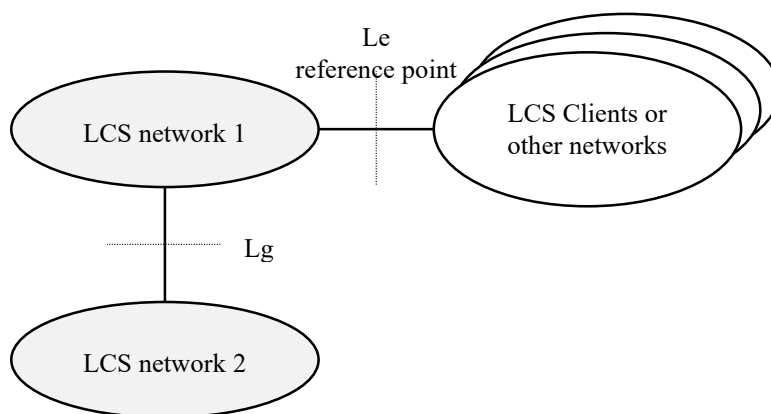 Le
reference point
LCS network 1
LCS Clients or
other networks
Lg
LCS network 2